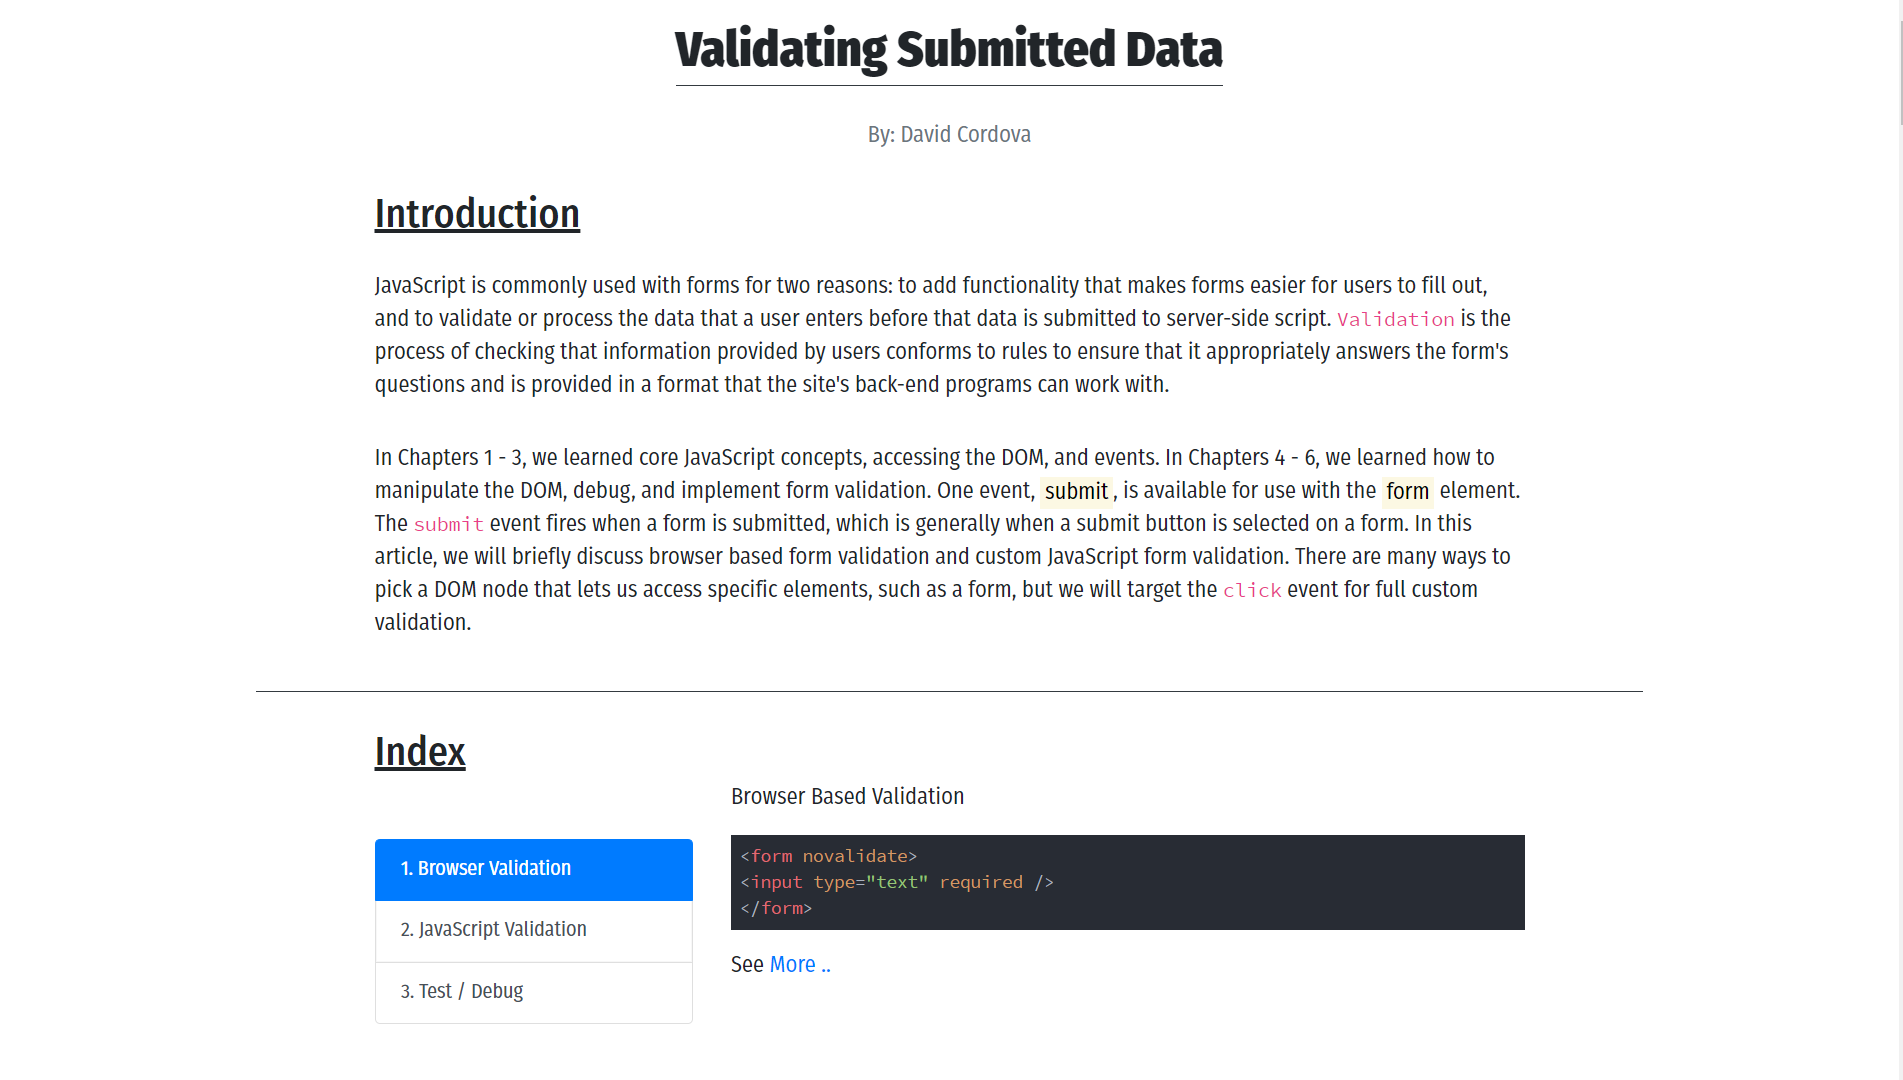 Validating Submitted Data
By: David Cordova
Introduction
JavaScript is commonly used with forms for two reasons: to add functionality that makes forms easier for users to fill out,
and to validate or process the data that a user enters before that data is submitted to server-side script. Validation is the
process of checking that information provided by users conforms to rules to ensure that it appropriately answers the form's
questions and is provided in a format that the site's back-end programs can work with.
In Chapters 1 - 3, we learned core JavaScript concepts, accessing the DOM, and events. In Chapters 4 - 6, we learned how to
manipulate the DOM, debug, and implement form validation. One event, submit, is available for use with the form element.
The submit event fires when a form is submitted, which is generally when a submit button is selected on a form. In this
article, we will briefly discuss browser based form validation and custom JavaScript form validation. There are many ways to
pick a DOM node that lets us access specific elements, such as a form, but we will target the click event for full custom
validation.
Index
1. Browser Validation
2. JavaScript Validation
3. Test / Debug
Browser Based Validation
<form novalidate>
<input type="text" required />
</form>
See More ..